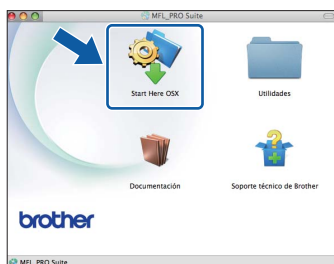 MFL_PRO Suite
Start Here OSX
Utilidades
Documentación
Soporte técnico de Brother
brother
MFL_PRO Suite